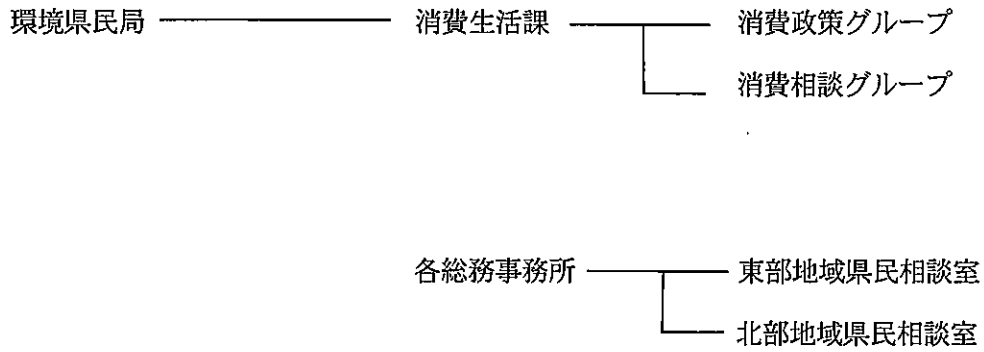 環境県民局 消費生活課 消費政策グループ
消費相談グループ
各総務事務所 東部地域県民相談室
北部地域県民相談室